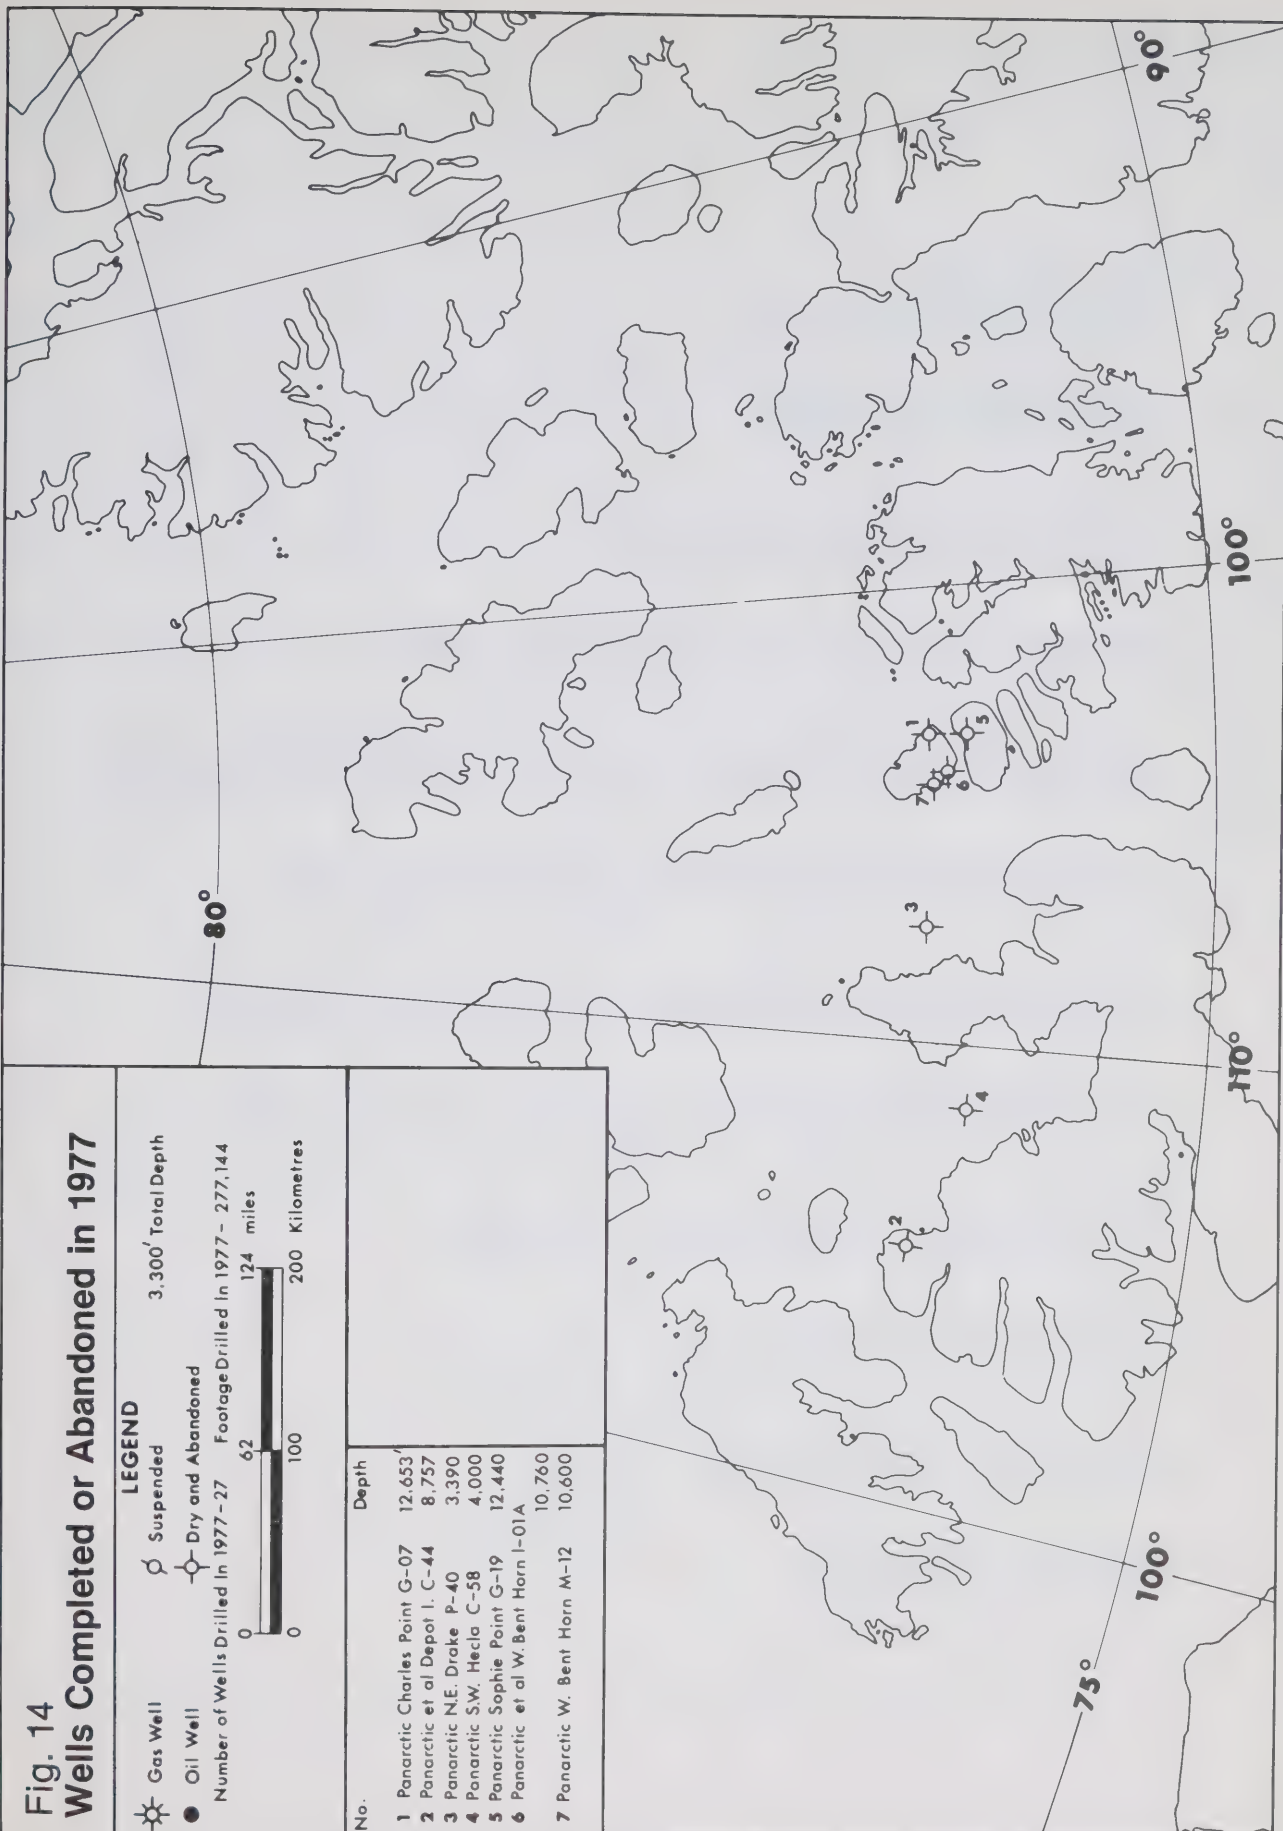 Fig. 14
Wells Completed or Abandoned in 1977
LEGEND
Gas Well
Suspended
3,300' Total Depth
Oil Well
Dry and Abandoned
Number of Wells Drilled In 1977-27 Footage Drilled In 1977- 277,144
0 62 124 miles
0 100 200 Kilometres
No. Depth
1 Panarctic Charles Point G-07 12,653'
2 Panarctic et al Depot I. C-44 8,757
3 Panarctic N.E. Drake P-40 3,390
4 Panarctic S.W. Hecla C-58 4,000
5 Panarctic Sophie Point G-19 12,440
6 Panarctic et al W. Bent Horn I-01A
10,760
7 Panarctic W. Bent Horn M-12 10,600'
80°
90°
1
5
7
6
3
4
2
100°
110°
100°
75°